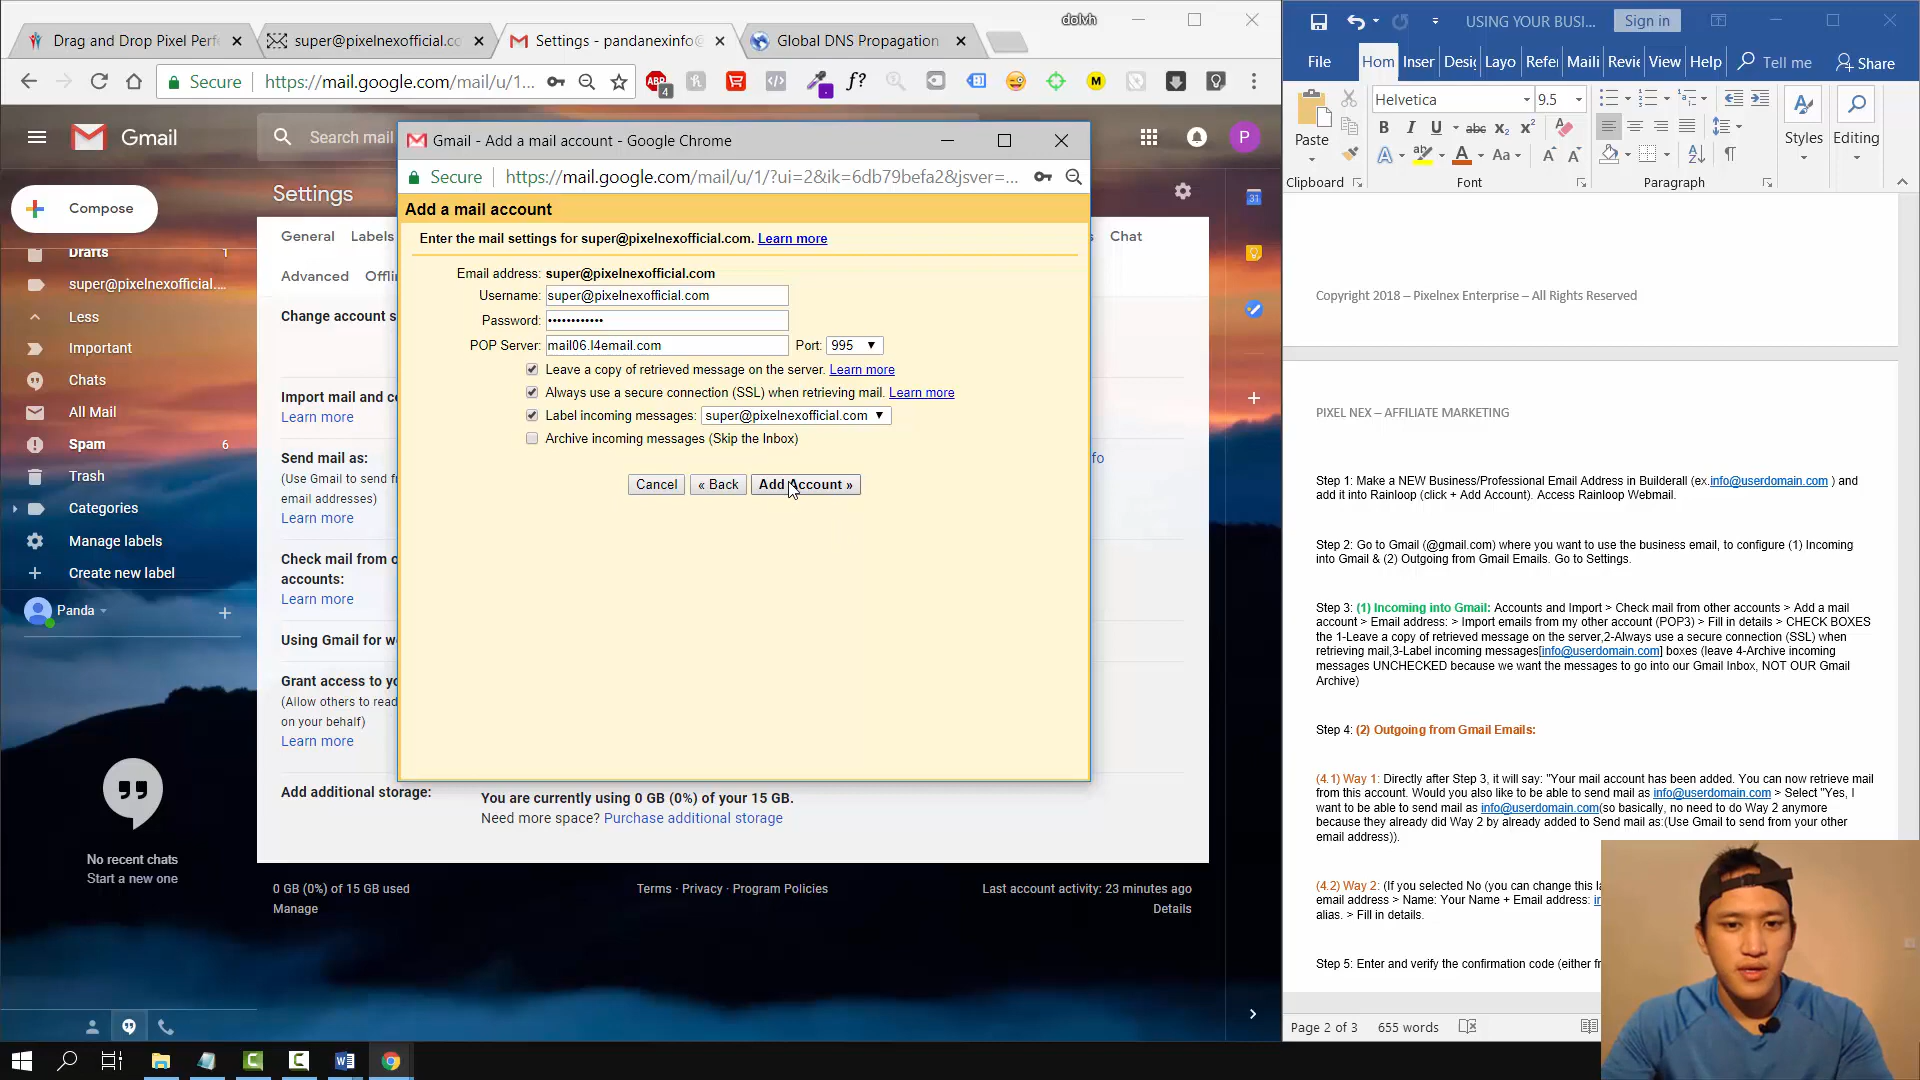 dolvh
Drag and Drop Pixel Perf
super@pixelnexofficial.co
Settings - pandanexinfo@
Global DNS Propagation
Secure
https://mail.google.com/mail/u/1...
ABP
4
f?
M
Gmail
Search mail
P
Compose
Drafts 1
super@pixelnexofficial....
Less
Important
Chats
All Mail
Spam 6
Trash
Categories
Manage labels
Create new label
Panda
No recent chats
Start a new one
Settings
General Labels
Chat
Advanced Offli
Change account s
Import mail and c
Learn more
Send mail as:
(Use Gmail to send fr
email addresses)
Learn more
fo
Check mail from o
accounts:
Learn more
Using Gmail for w
Grant access to yo
(Allow others to read
on your behalf)
Learn more
Add additional storage:
You are currently using 0 GB (0%) of your 15 GB.
Need more space? Purchase additional storage
0 GB (0%) of 15 GB used
Manage
Terms · Privacy · Program Policies
Last account activity: 23 minutes ago
Details
31
Gmail - Add a mail account - Google Chrome
Secure
https://mail.google.com/mail/u/1/?ui=2&ik=6db79befa2&jsver=...
Add a mail account
Enter the mail settings for super@pixelnexofficial.com. Learn more
Email address: super@pixelnexofficial.com
Username: super@pixelnexofficial.com
Password: ••••••••••••
POP Server: mail06.l4email.com Port: 995
Leave a copy of retrieved message on the server. Learn more
Always use a secure connection (SSL) when retrieving mail. Learn more
Label incoming messages: super@pixelnexofficial.com
Archive incoming messages (Skip the Inbox)
Cancel « Back Add Account »
USING YOUR BUSI...
Sign in
File Hom Inser Desig Layo Refer Maili Revie View Help Tell me Share
Paste
Helvetica 9.5
B I U abc x₂ x²
A A Aa A A
Styles
Editing
Clipboard Font Paragraph
Copyright 2018 – Pixelnex Enterprise – All Rights Reserved
PIXEL NEX – AFFILIATE MARKETING
Step 1: Make a NEW Business/Professional Email Address in Builderall (ex.info@userdomain.com ) and
add it into Rainloop (click + Add Account). Access Rainloop Webmail.
Step 2: Go to Gmail (@gmail.com) where you want to use the business email, to configure (1) Incoming
into Gmail & (2) Outgoing from Gmail Emails. Go to Settings.
Step 3: (1) Incoming into Gmail: Accounts and Import > Check mail from other accounts > Add a mail
account > Email address: > Import emails from my other account (POP3) > Fill in details > CHECK BOXES
the 1-Leave a copy of retrieved message on the server,2-Always use a secure connection (SSL) when
retrieving mail,3-Label incoming messages[info@userdomain.com] boxes (leave 4-Archive incoming
messages UNCHECKED because we want the messages to go into our Gmail Inbox, NOT OUR Gmail
Archive)
Step 4: (2) Outgoing from Gmail Emails:
(4.1) Way 1: Directly after Step 3, it will say: "Your mail account has been added. You can now retrieve mail
from this account. Would you also like to be able to send mail as info@userdomain.com > Select "Yes, I
want to be able to send mail as info@userdomain.com(so basically, no need to do Way 2 anymore
because they already did Way 2 by already added to Send mail as:(Use Gmail to send from your other
email address)).
(4.2) Way 2: (If you selected No (you can change this la
email address > Name: Your Name + Email address: in
alias. > Fill in details.
Step 5: Enter and verify the confirmation code (either fr
Page 2 of 3 655 words